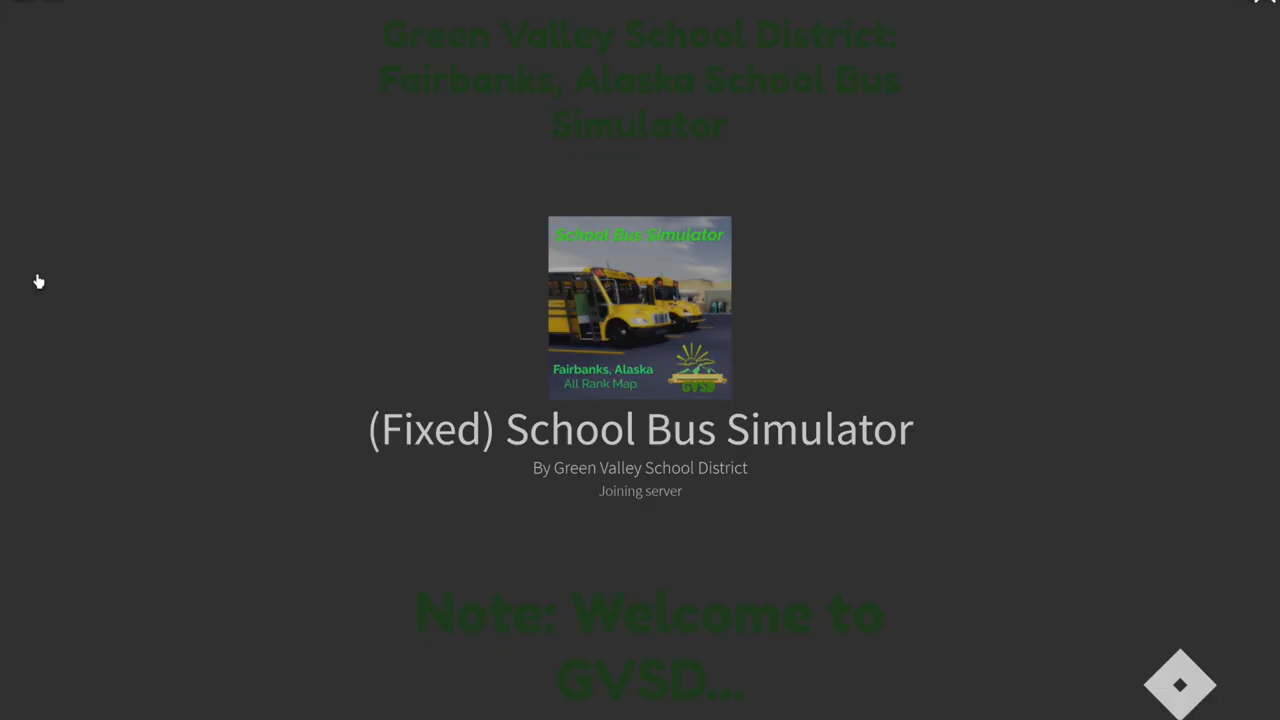 Green Valley School District:
Fairbanks, Alaska School Bus
Simulator
School Bus Simulator
Fairbanks, Alaska
All Rank Map
GVSD
(Fixed) School Bus Simulator
By Green Valley School District
Joining server
Note: Welcome to
GVSD...